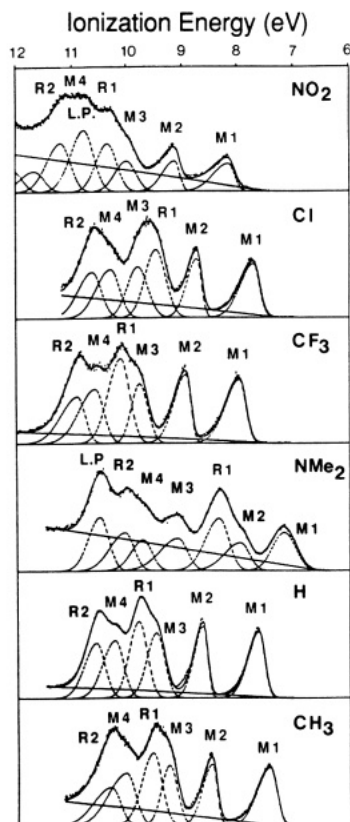 Ionization Energy (eV)
12 11 10 9 8 7 6
NO2
R2 M4 R1
L.P. M3 M2 M1
Cl
R2 M4 M3 R1 M2 M1
CF3
R2 M4 R1 M3 M2 M1
NMe2
L.P. R2 M4 M3 R1 M2 M1
H
R2 M4 R1 M3 M2 M1
CH3
R2 M4 R1 M3 M2 M1